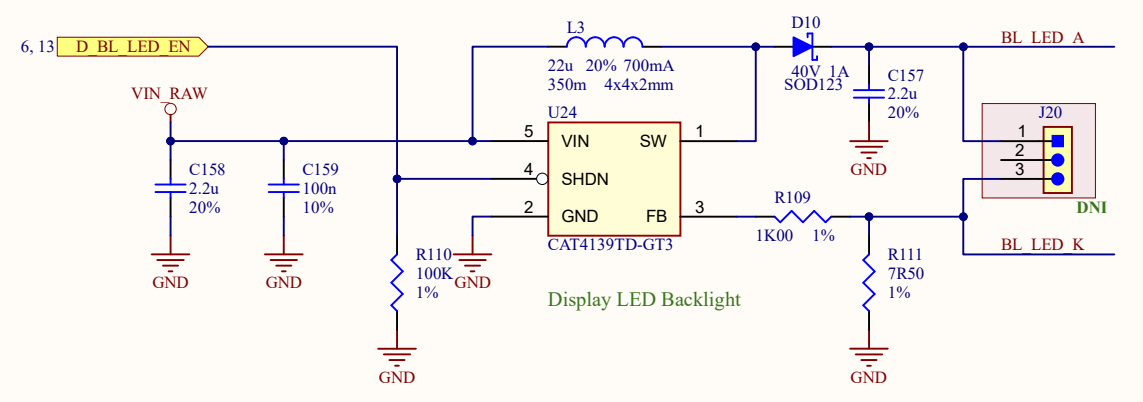 6, 13 D_BL_LED_EN
VIN_RAW
C158
2.2u
20%
GND
C159
100n
10%
GND
R110
100K
1%
GND
GND
L3
22u 20% 700mA
350m 4x4x2mm
U24
5 VIN SW 1
4 SHDN
2 GND FB 3
CAT4139TD-GT3
Display LED Backlight
D10
40V 1A
SOD123
C157
2.2u
20%
GND
R109
1K00 1%
R111
7R50
1%
GND
BL_LED_A
J20
1
2
3
DNI
BL_LED_K